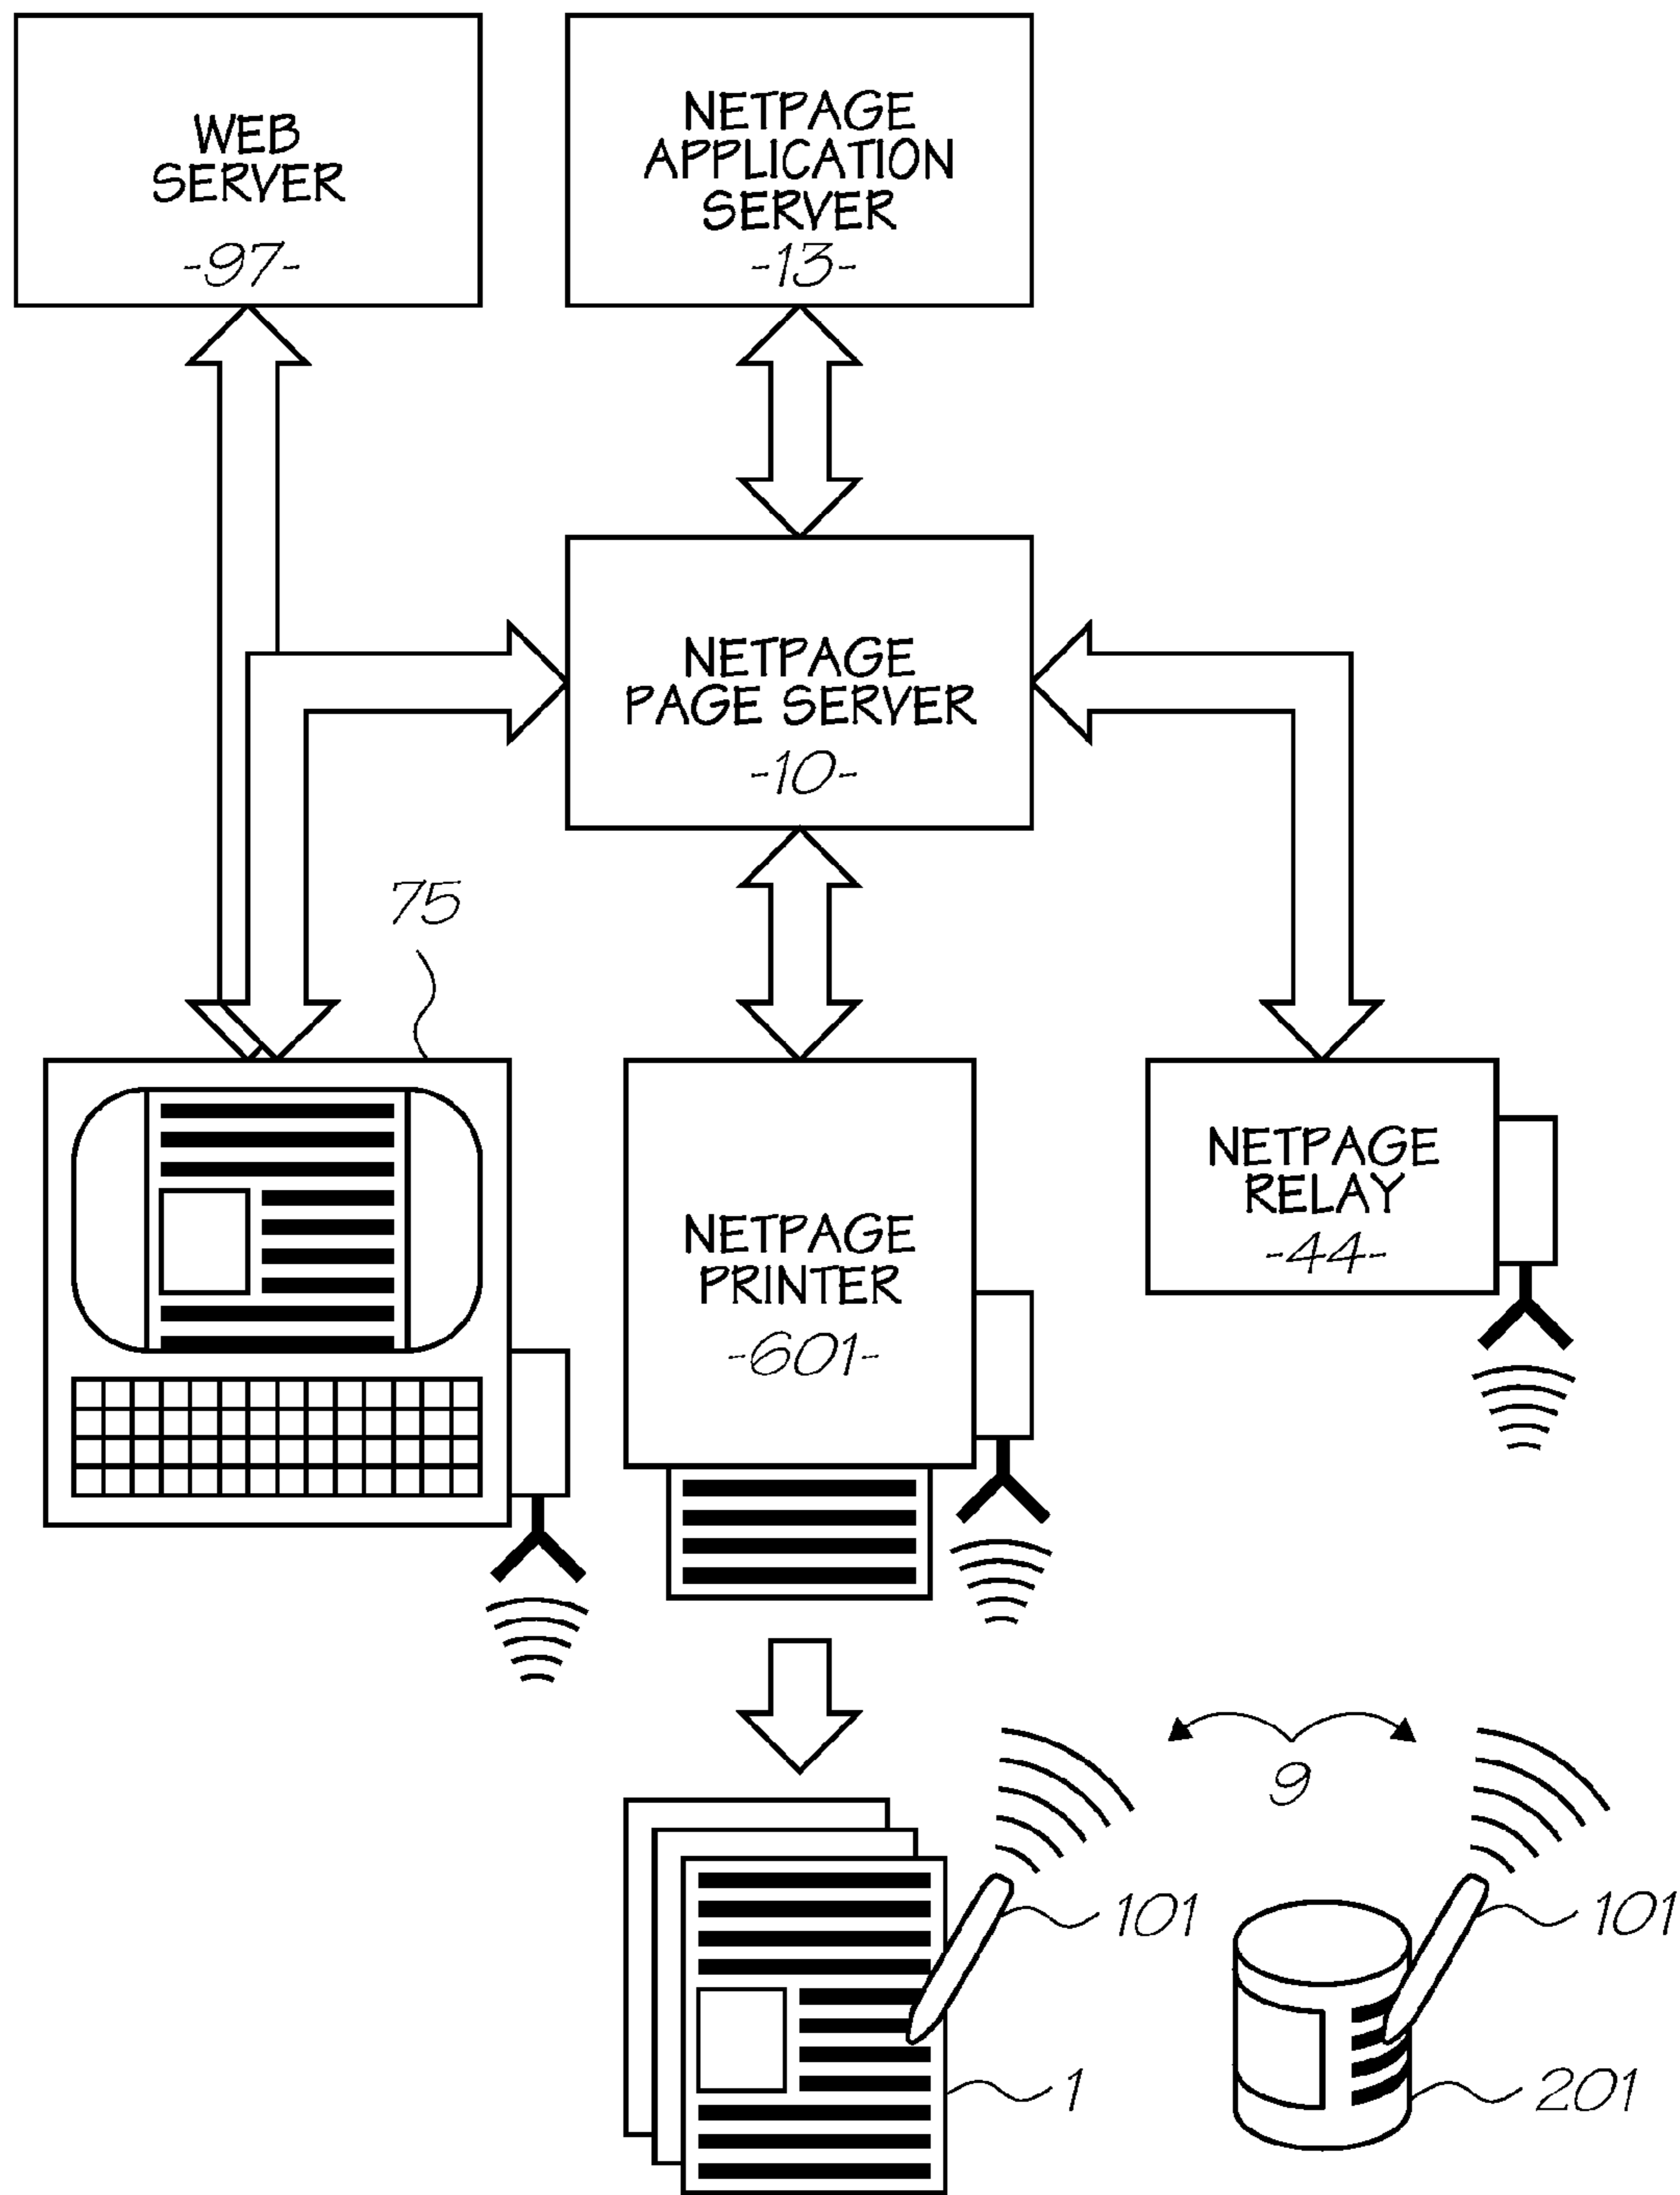 WEB
SERVER
-97-
NETPAGE
APPLICATION
SERVER
-13-
NETPAGE
PAGE SERVER
-10-
75
NETPAGE
PRINTER
-601-
NETPAGE
RELAY
-44-
9
101
101
1
201